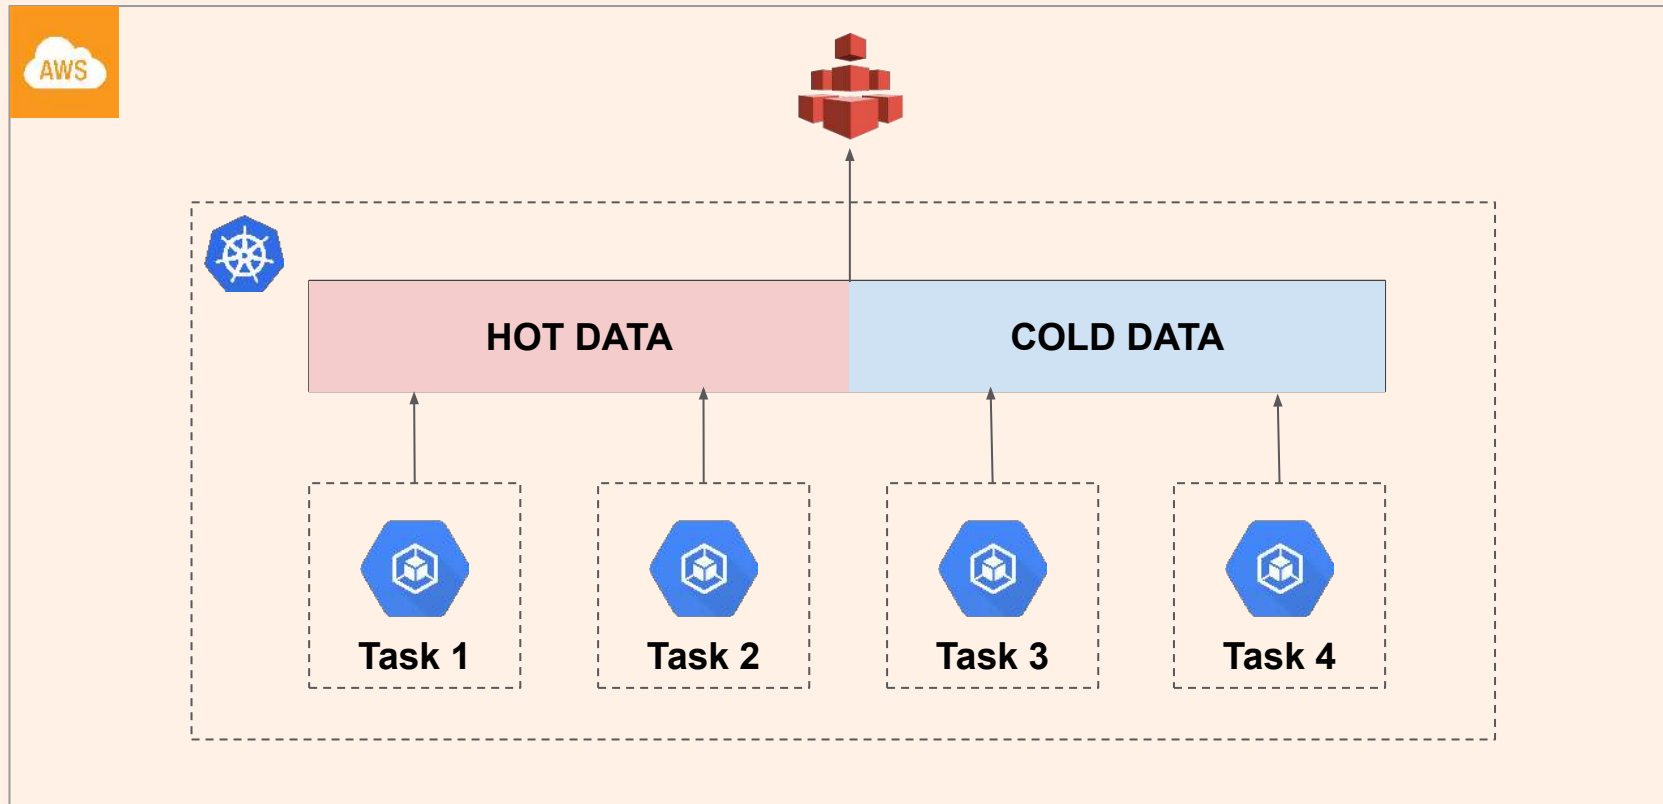 AWS
HOT DATA
COLD DATA
Task 1
Task 2
Task 3
Task 4